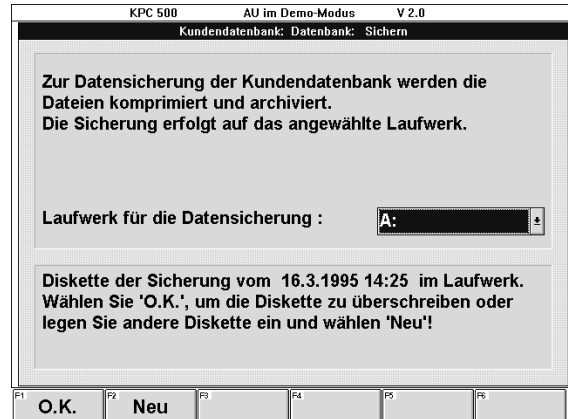 KPC 500 AU im Demo-Modus V 2.0
Kundendatenbank: Datenbank: Sichern
Zur Datensicherung der Kundendatenbank werden die
Dateien komprimiert und archiviert.
Die Sicherung erfolgt auf das angewählte Laufwerk.
Laufwerk für die Datensicherung : A:
Diskette der Sicherung vom 16.3.1995 14:25 im Laufwerk.
Wählen Sie 'O.K.', um die Diskette zu überschreiben oder
legen Sie andere Diskette ein und wählen 'Neu'!
F1 O.K. F2 Neu F3 F4 F5 F6